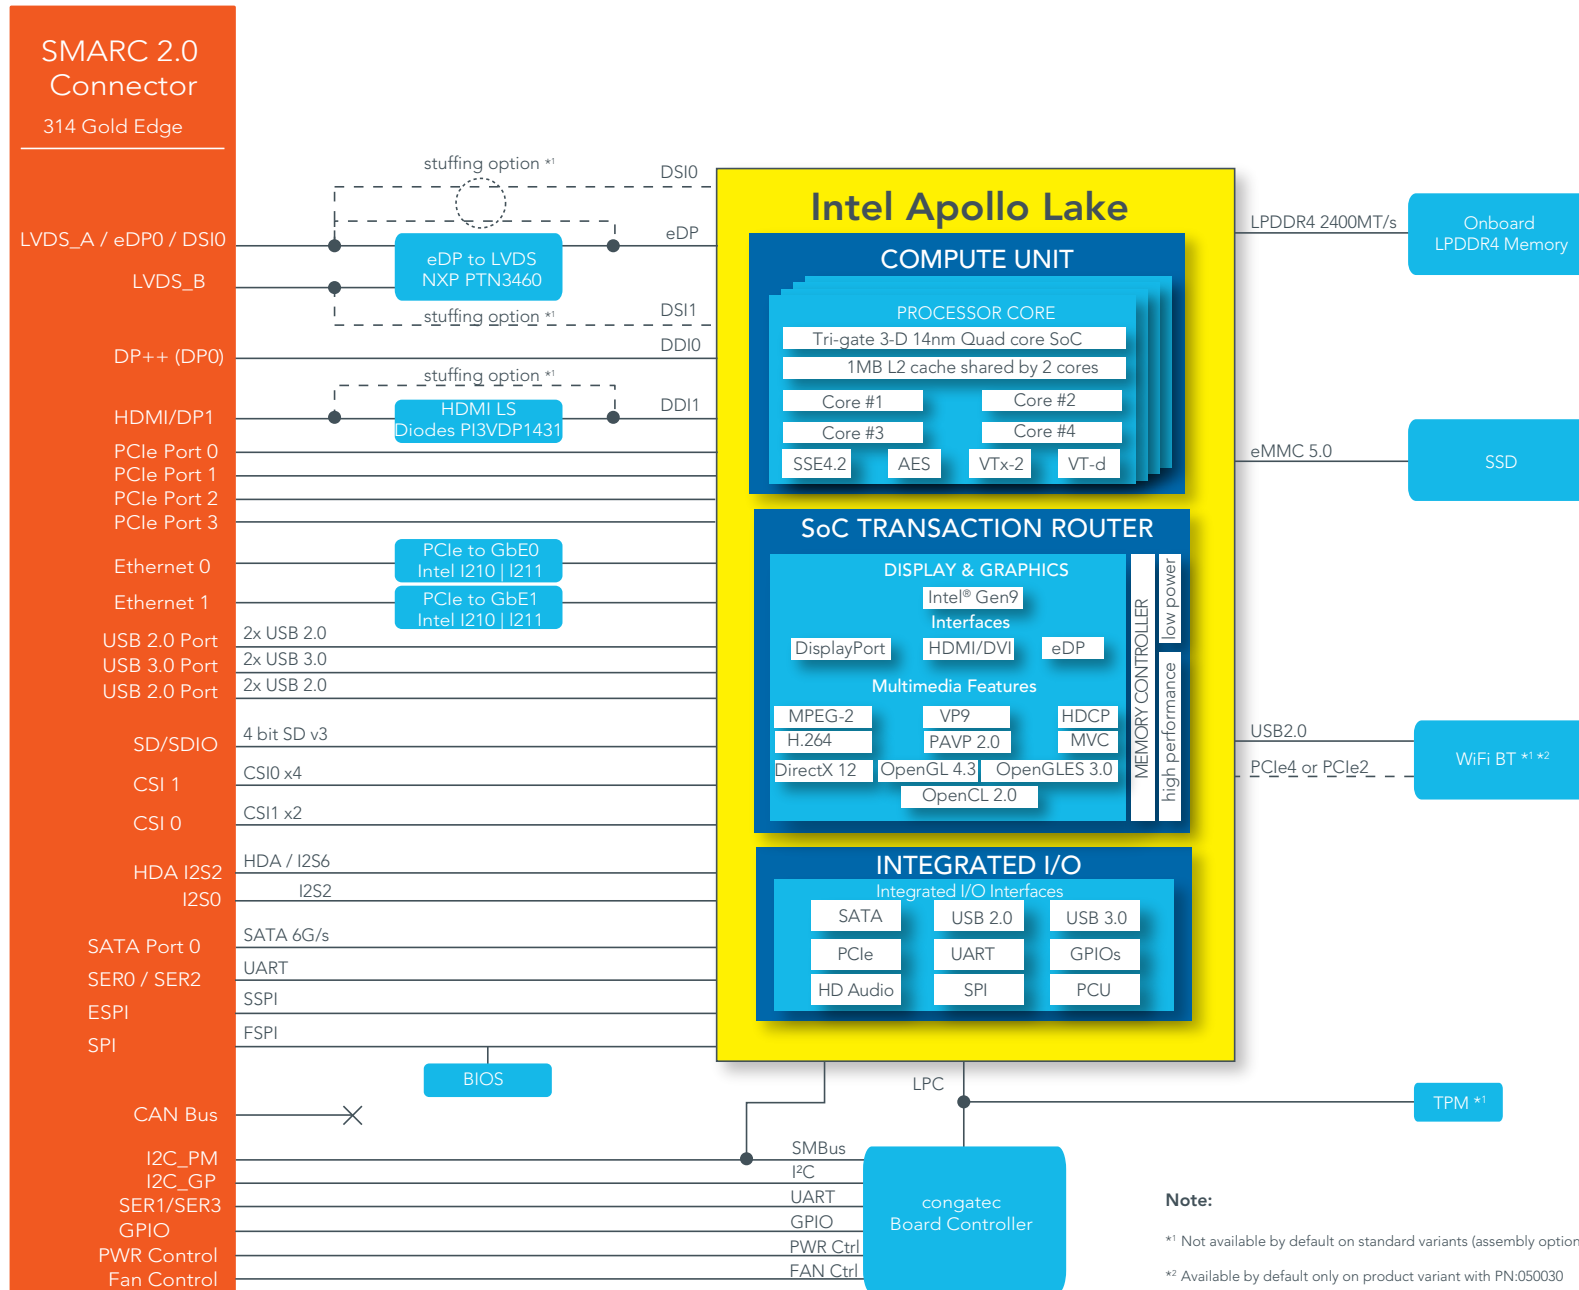 SMARC 2.0
Connector
314 Gold Edge
LVDS_A / eDP0 / DSI0
LVDS_B
DP++ (DP0)
HDMI/DP1
PCIe Port 0
PCIe Port 1
PCIe Port 2
PCIe Port 3
Ethernet 0
Ethernet 1
USB 2.0 Port
USB 3.0 Port
USB 2.0 Port
SD/SDIO
CSI 1
CSI 0
HDA I2S2
I2S0
SATA Port 0
SER0 / SER2
ESPI
SPI
CAN Bus
I2C_PM
I2C_GP
SER1/SER3
GPIO
PWR Control
Fan Control
stuffing option *1
DSI0
eDP
eDP to LVDS
NXP PTN3460
stuffing option *1
DSI1
DDI0
stuffing option *1
HDMI LS
Diodes PI3VDP1431
DDI1
PCIe to GbE0
Intel I210 | I211
PCIe to GbE1
Intel I210 | I211
2x USB 2.0
2x USB 3.0
2x USB 2.0
4 bit SD v3
CSI0 x4
CSI1 x2
HDA / I2S6
I2S2
SATA 6G/s
UART
SSPI
FSPI
BIOS
Intel Apollo Lake
COMPUTE UNIT
PROCESSOR CORE
Tri-gate 3-D 14nm Quad core SoC
1MB L2 cache shared by 2 cores
Core #1
Core #2
Core #3
Core #4
SSE4.2
AES
VTx-2
VT-d
SoC TRANSACTION ROUTER
DISPLAY & GRAPHICS
Intel® Gen9
Interfaces
DisplayPort
HDMI/DVI
eDP
Multimedia Features
MPEG-2
VP9
HDCP
H.264
PAVP 2.0
MVC
DirectX 12
OpenGL 4.3
OpenGLES 3.0
OpenCL 2.0
MEMORY CONTROLLER
low power
high performance
INTEGRATED I/O
Integrated I/O Interfaces
SATA
USB 2.0
USB 3.0
PCIe
UART
GPIOs
HD Audio
SPI
PCU
LPDDR4 2400MT/s
Onboard
LPDDR4 Memory
eMMC 5.0
SSD
USB2.0
PCIe4 or PCIe2
WiFi BT *1 *2
LPC
TPM *1
SMBus
I²C
UART
GPIO
PWR Ctrl
FAN Ctrl
congatec
Board Controller
Note:
*1 Not available by default on standard variants (assembly option
*2 Available by default only on product variant with PN:050030